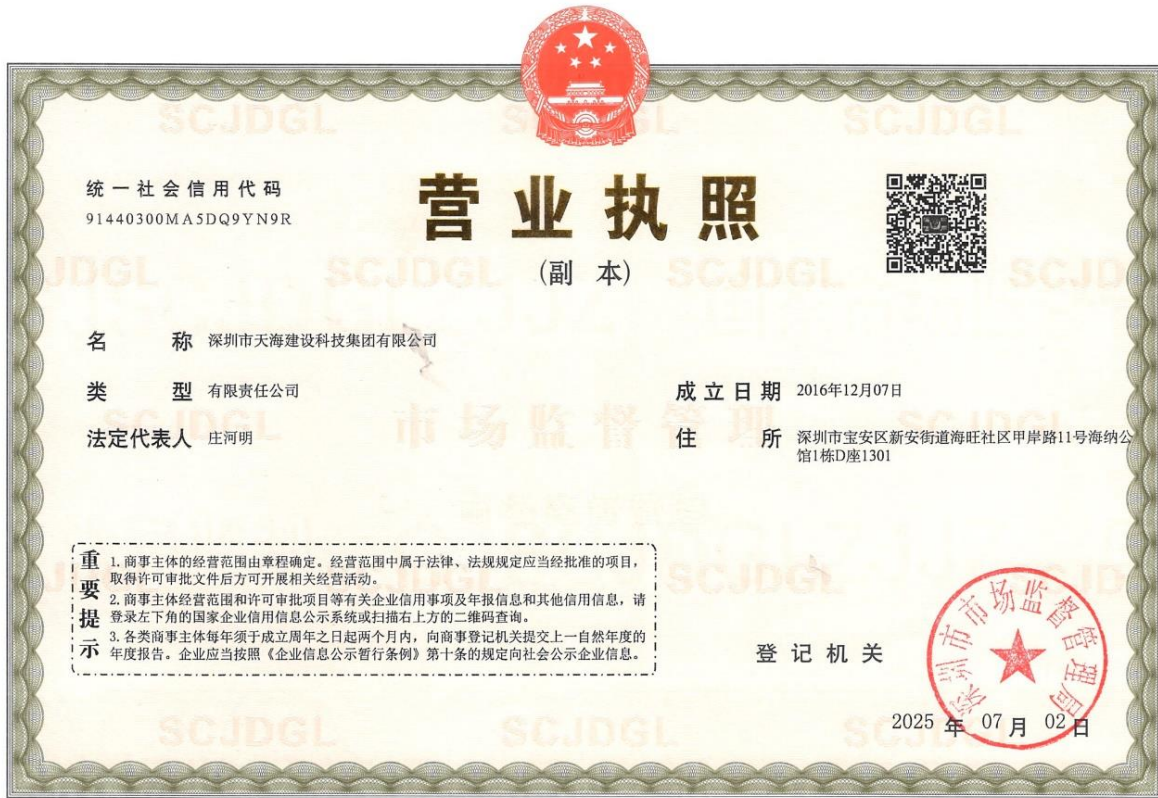 统一社会信用代码
91440300MA5DQ9YN9R
营业执照
(副 本)
名 称 深圳市天海建设科技集团有限公司
类 型 有限责任公司
成立日期 2016年12月07日
法定代表人 庄河明
住 所 深圳市宝安区新安街道海旺社区甲岸路11号海纳公
馆1栋D座1301
重要提示
1. 商事主体的经营范围由章程确定。经营范围中属于法律、法规规定应当经批准的项目,
取得许可审批文件后方可开展相关经营活动。
2. 商事主体经营范围和许可审批项目等有关企业信用事项及年报信息和其他信用信息,请
登录左下角的国家企业信用信息公示系统或扫描右上方的二维码查询。
3. 各类商事主体每年须于成立周年之日起两个月内,向商事登记机关提交上一自然年度的
年度报告。企业应当按照《企业信息公示暂行条例》第十条的规定向社会公示企业信息。
登记机关
深圳市市场监督管理局
2025 年 07 月 02 日
SCJDGL
市场监督管理